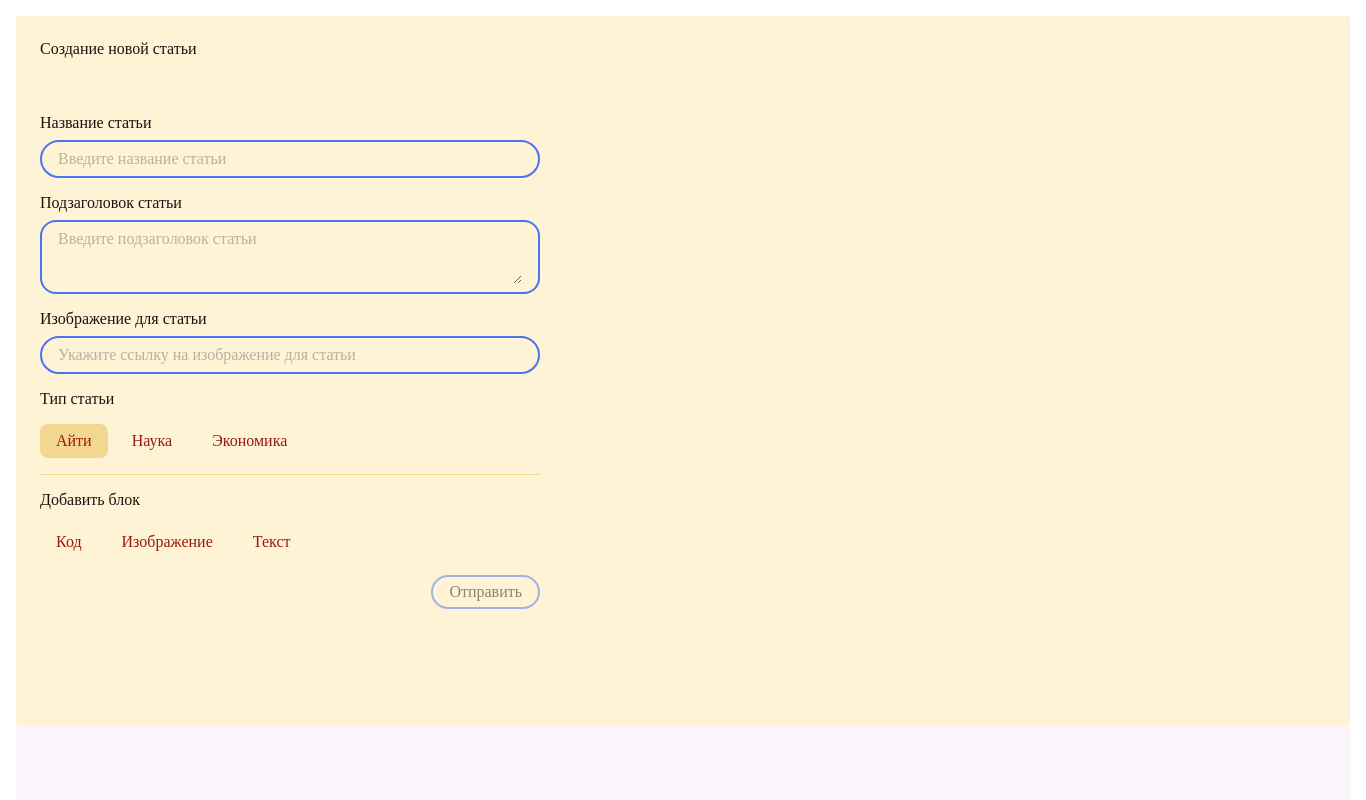 Создание новой статьи
Название статьи
Введите название статьи
Подзаголовок статьи
Введите подзаголовок статьи
Изображение для статьи
Укажите ссылку на изображение для статьи
Тип статьи
Айти Наука Экономика
Добавить блок
Код Изображение Текст
Отправить